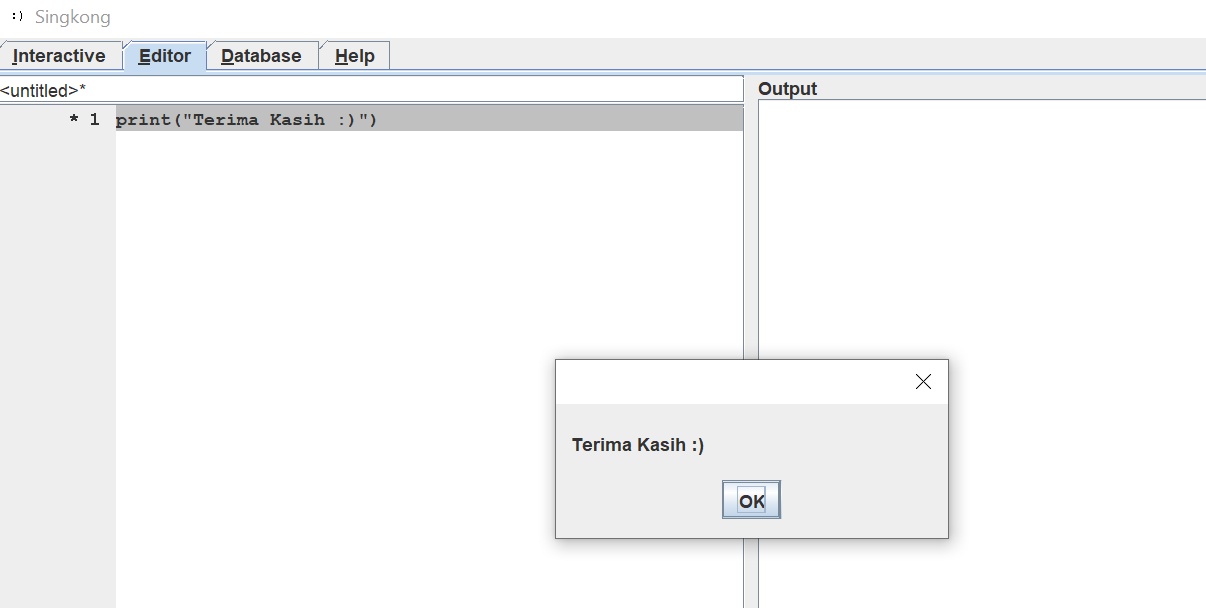 :) Singkong
Interactive Editor Database Help
<untitled>*
Output
* 1 print("Terima Kasih :)")
Terima Kasih :)
OK